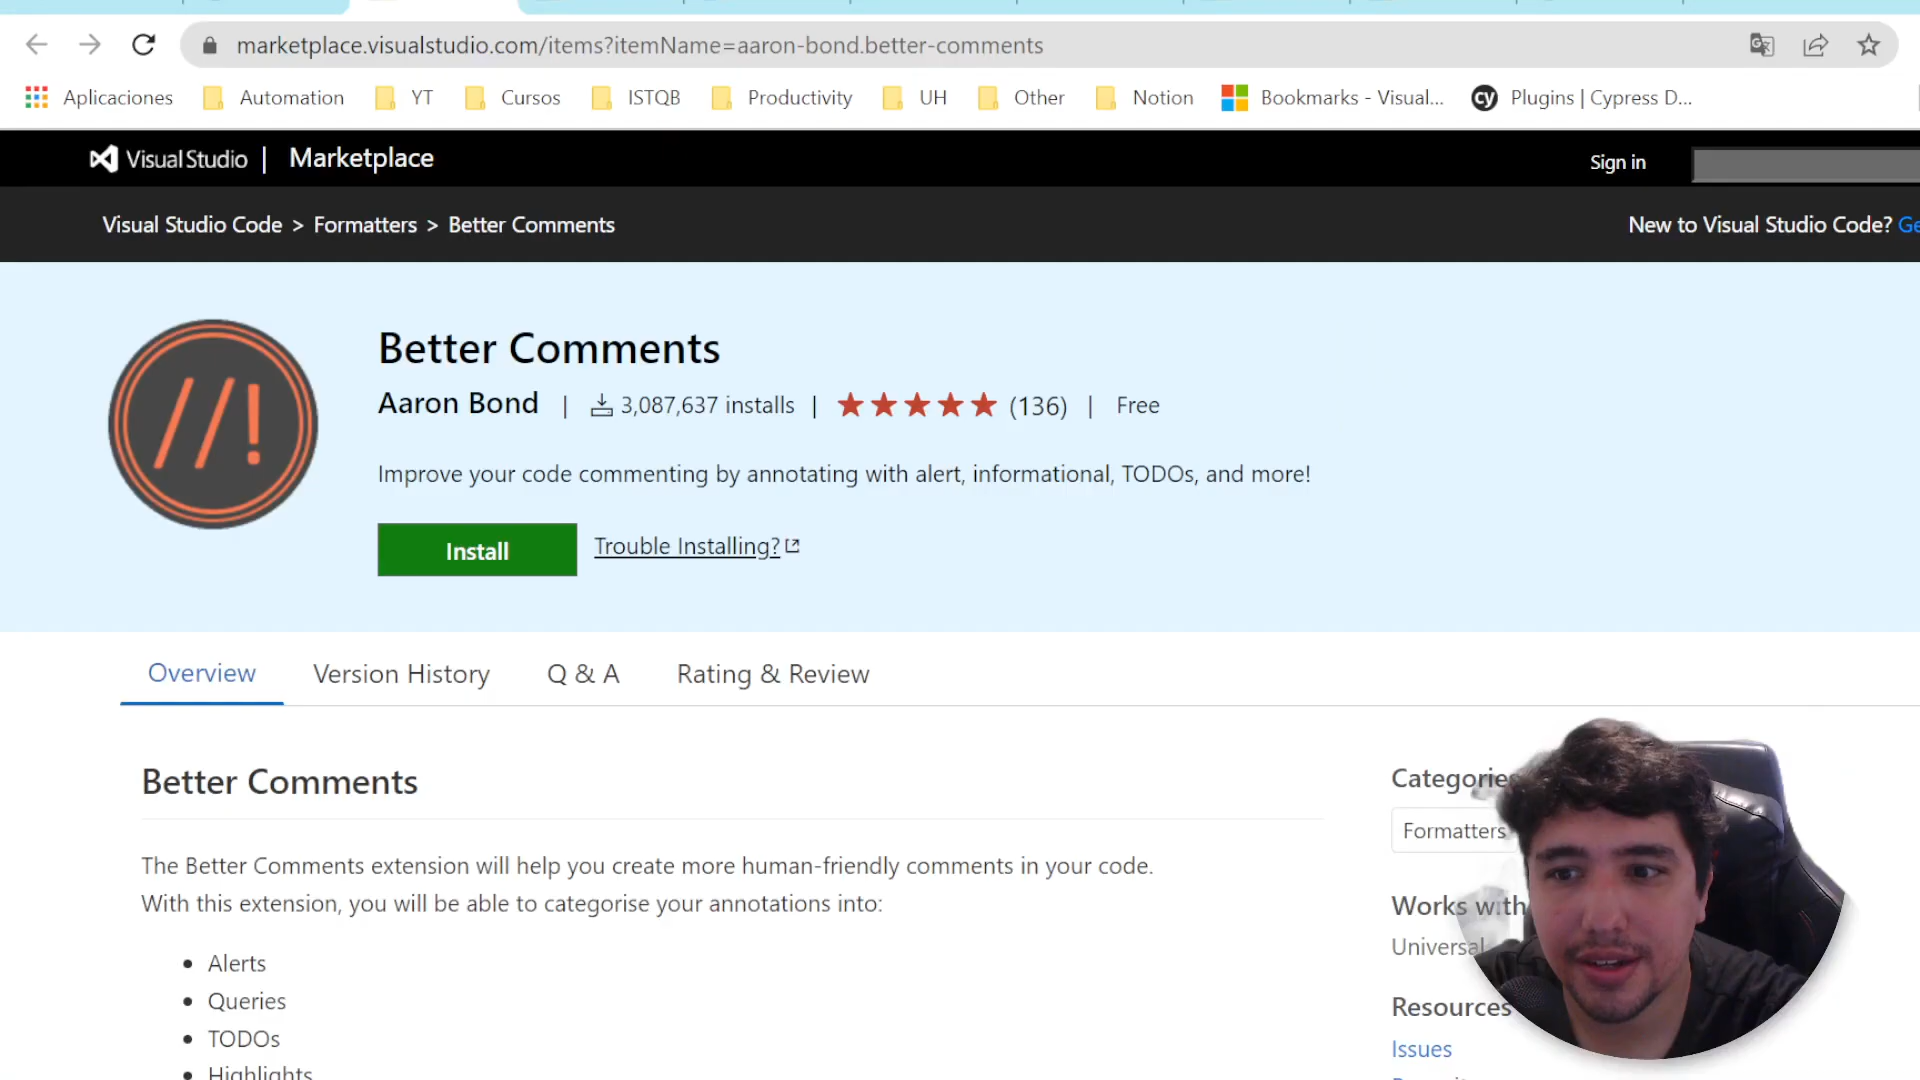 marketplace.visualstudio.com/items?itemName=aaron-bond.better-comments
Aplicaciones Automation YT Cursos ISTQB Productivity UH Other Notion Bookmarks - Visual... cy Plugins | Cypress D...
Visual Studio | Marketplace Sign in
Visual Studio Code > Formatters > Better Comments New to Visual Studio Code? Ge
//!
Better Comments
Aaron Bond | 3,087,637 installs | (136) | Free
Improve your code commenting by annotating with alert, informational, TODOs, and more!
Install Trouble Installing?
Overview Version History Q & A Rating & Review
Better Comments
The Better Comments extension will help you create more human-friendly comments in your code.
With this extension, you will be able to categorise your annotations into:
• Alerts
• Queries
• TODOs
• Highlights
Categories
Formatters
Works with
Universal
Resources
Issues